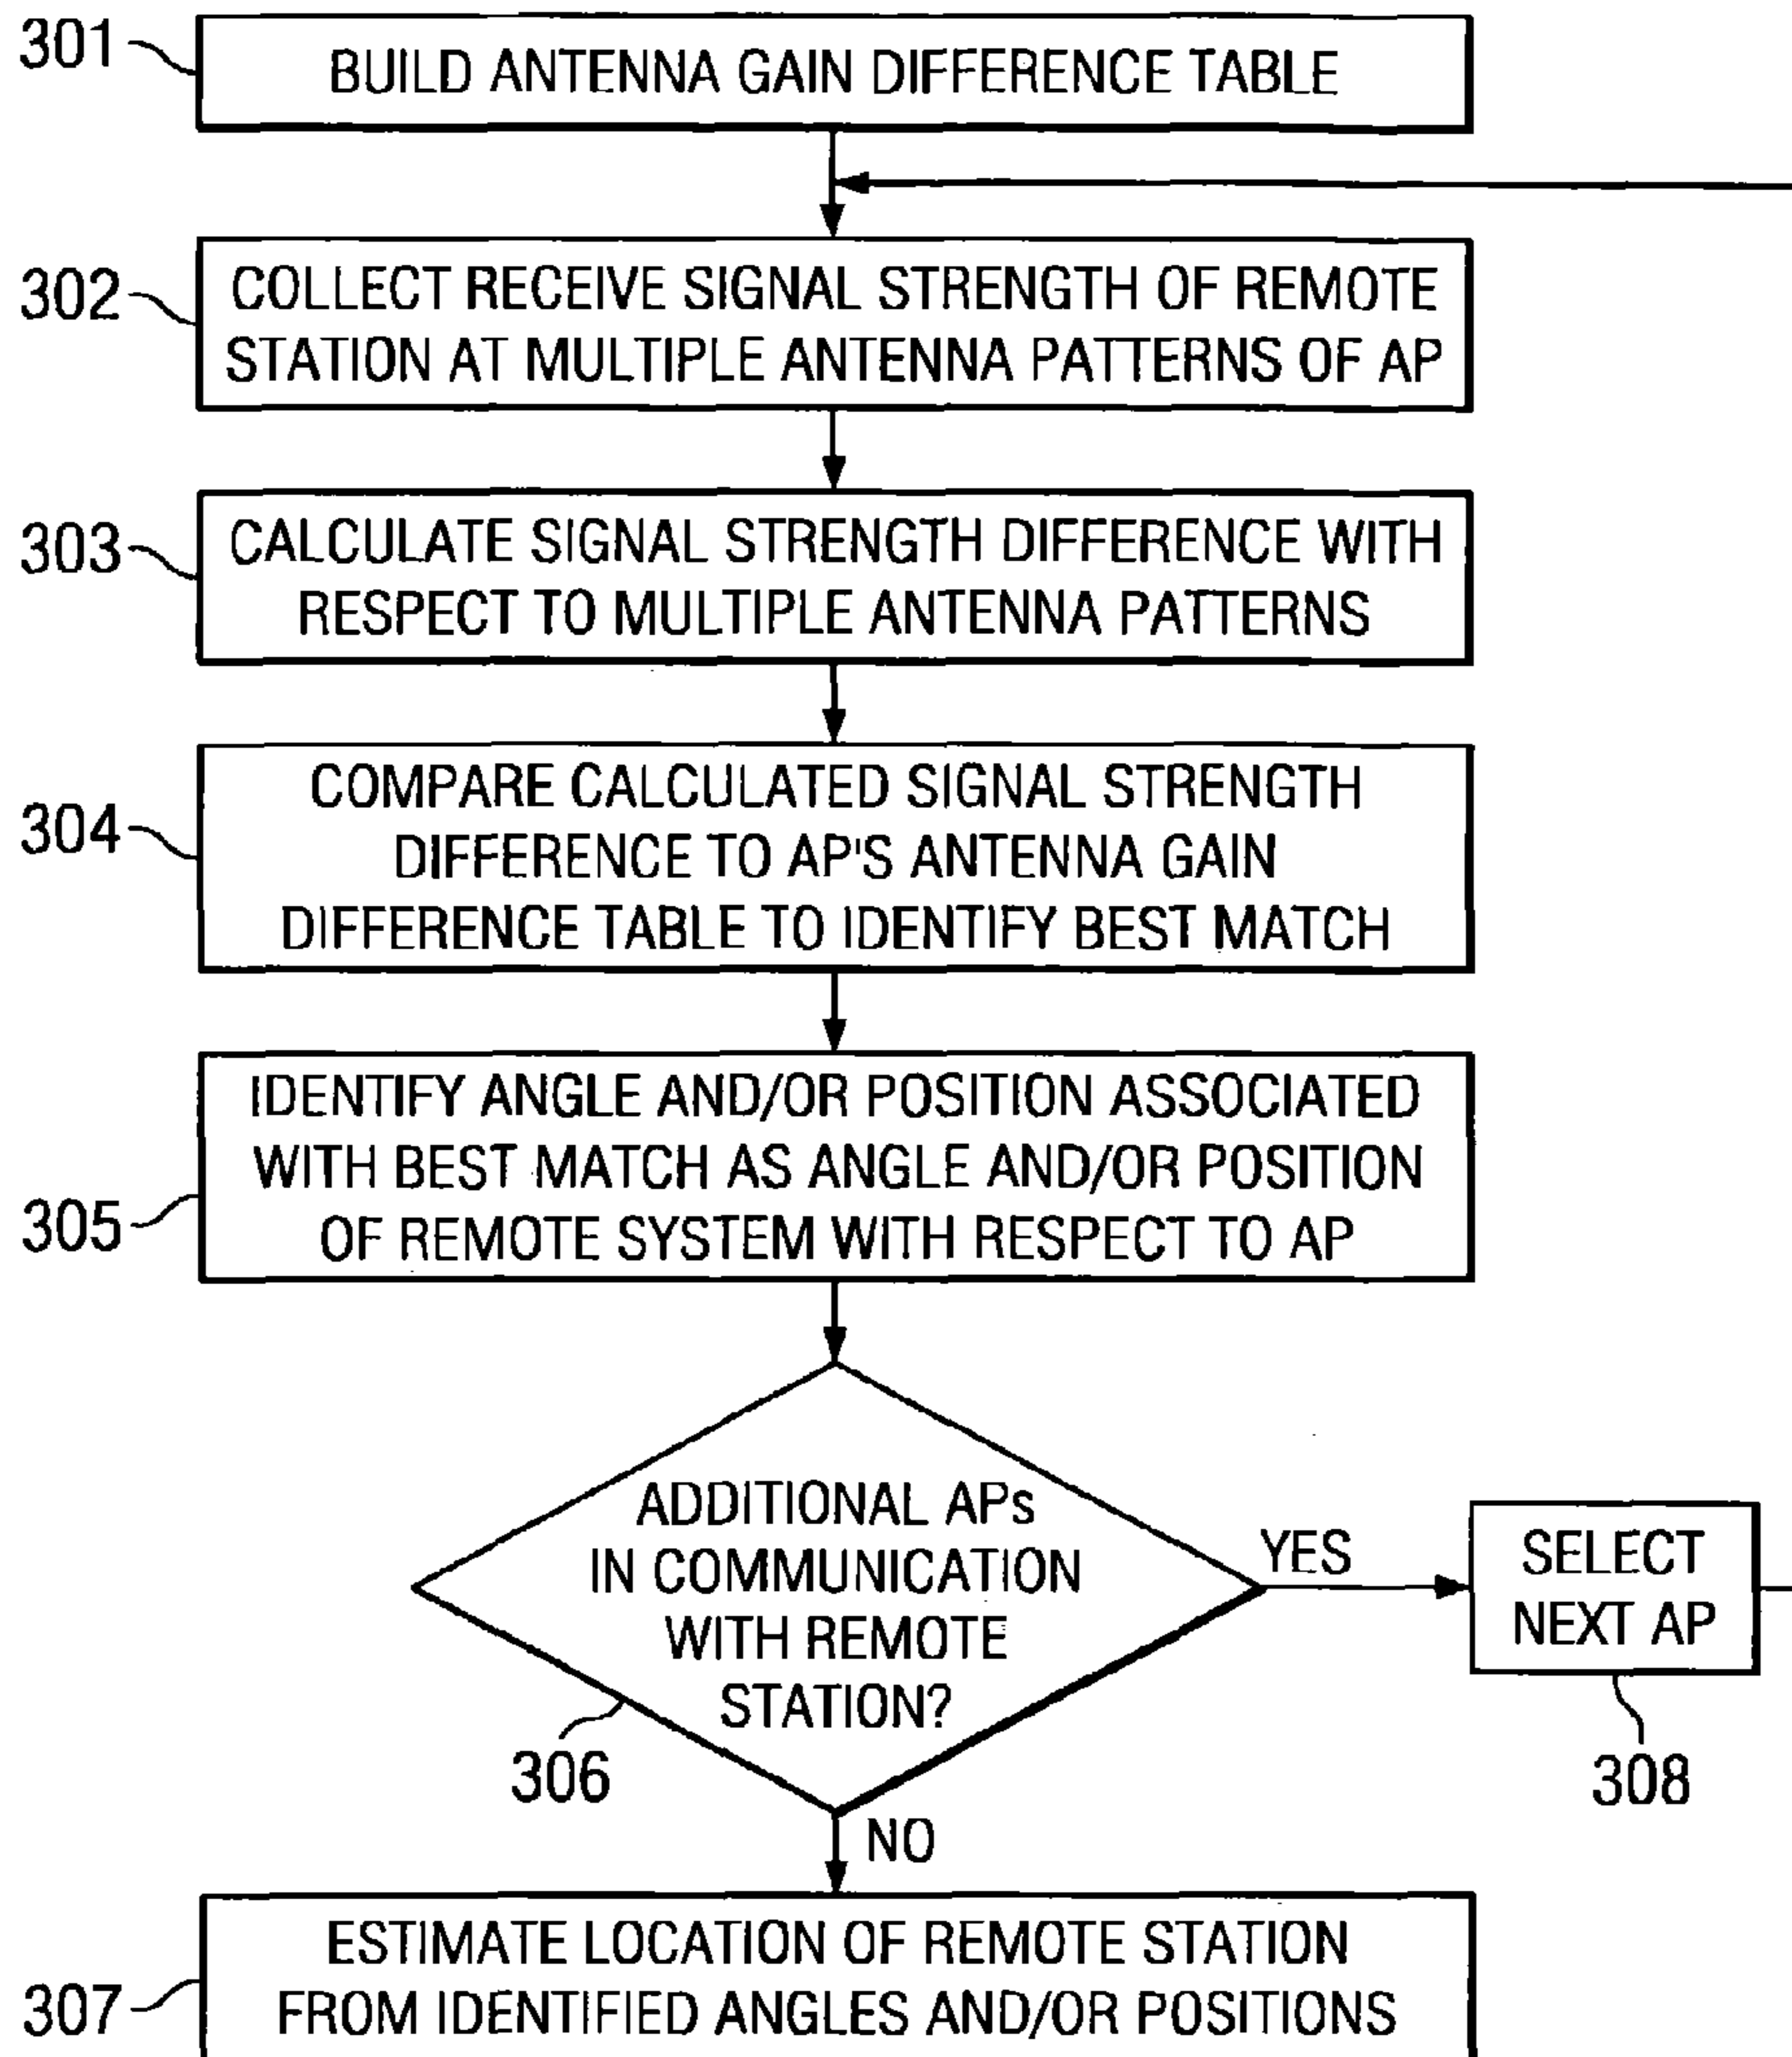 301
BUILD ANTENNA GAIN DIFFERENCE TABLE
302
COLLECT RECEIVE SIGNAL STRENGTH OF REMOTE
STATION AT MULTIPLE ANTENNA PATTERNS OF AP
303
CALCULATE SIGNAL STRENGTH DIFFERENCE WITH
RESPECT TO MULTIPLE ANTENNA PATTERNS
304
COMPARE CALCULATED SIGNAL STRENGTH
DIFFERENCE TO AP'S ANTENNA GAIN
DIFFERENCE TABLE TO IDENTIFY BEST MATCH
305
IDENTIFY ANGLE AND/OR POSITION ASSOCIATED
WITH BEST MATCH AS ANGLE AND/OR POSITION
OF REMOTE SYSTEM WITH RESPECT TO AP
306
ADDITIONAL APs
IN COMMUNICATION
WITH REMOTE
STATION?
YES
SELECT
NEXT AP
308
NO
307
ESTIMATE LOCATION OF REMOTE STATION
FROM IDENTIFIED ANGLES AND/OR POSITIONS